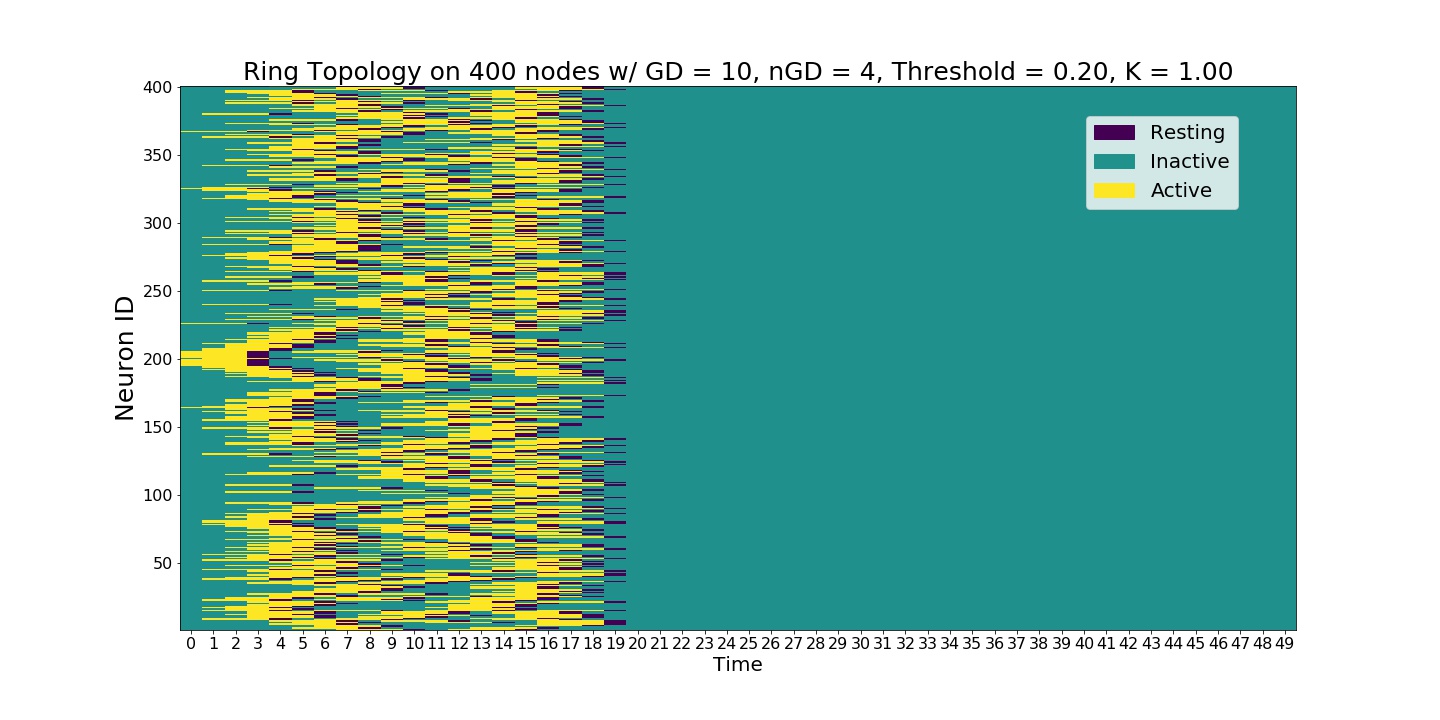 Ring Topology on 400 nodes w/ GD = 10, nGD = 4, Threshold = 0.20, K = 1.00
400
350
300
250
200
150
100
50
Neuron ID
Resting
Inactive
Active
0 1 2 3 4 5 6 7 8 9 10 11 12 13 14 15 16 17 18 19 20 21 22 23 24 25 26 27 28 29 30 31 32 33 34 35 36 37 38 39 40 41 42 43 44 45 46 47 48 49
Time